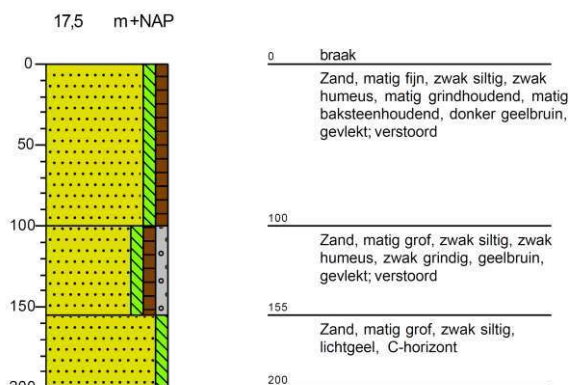 17,5 m+NAP
0
50
100
150
200
0 braak
Zand, matig fijn, zwak siltig, zwak
humeus, matig grindhoudend, matig
baksteenhoudend, donker geelbruin,
gevlekt; verstoord
100
Zand, matig grof, zwak siltig, zwak
humeus, zwak grindig, geelbruin,
gevlekt; verstoord
155
Zand, matig grof, zwak siltig,
lichtgeel, C-horizont
200